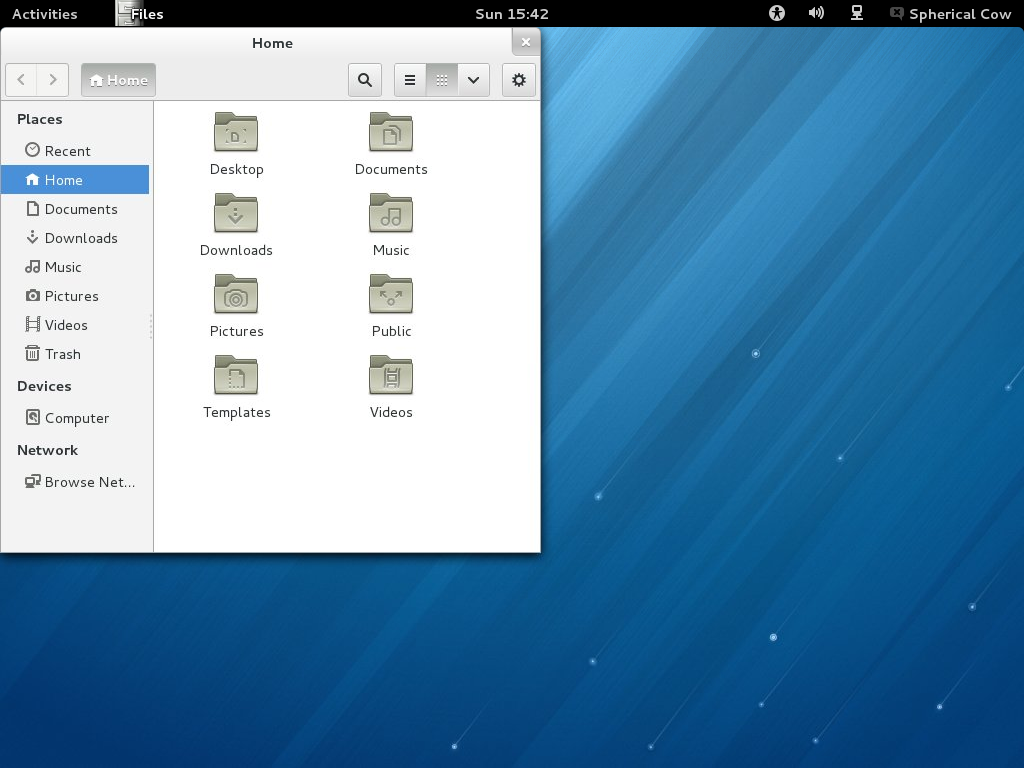 Activities Files Sun 15:42 Spherical Cow
Home
Home
Places
Recent
Home
Documents
Downloads
Music
Pictures
Videos
Trash
Devices
Computer
Network
Browse Net...
Desktop Documents
Downloads Music
Pictures Public
Templates Videos